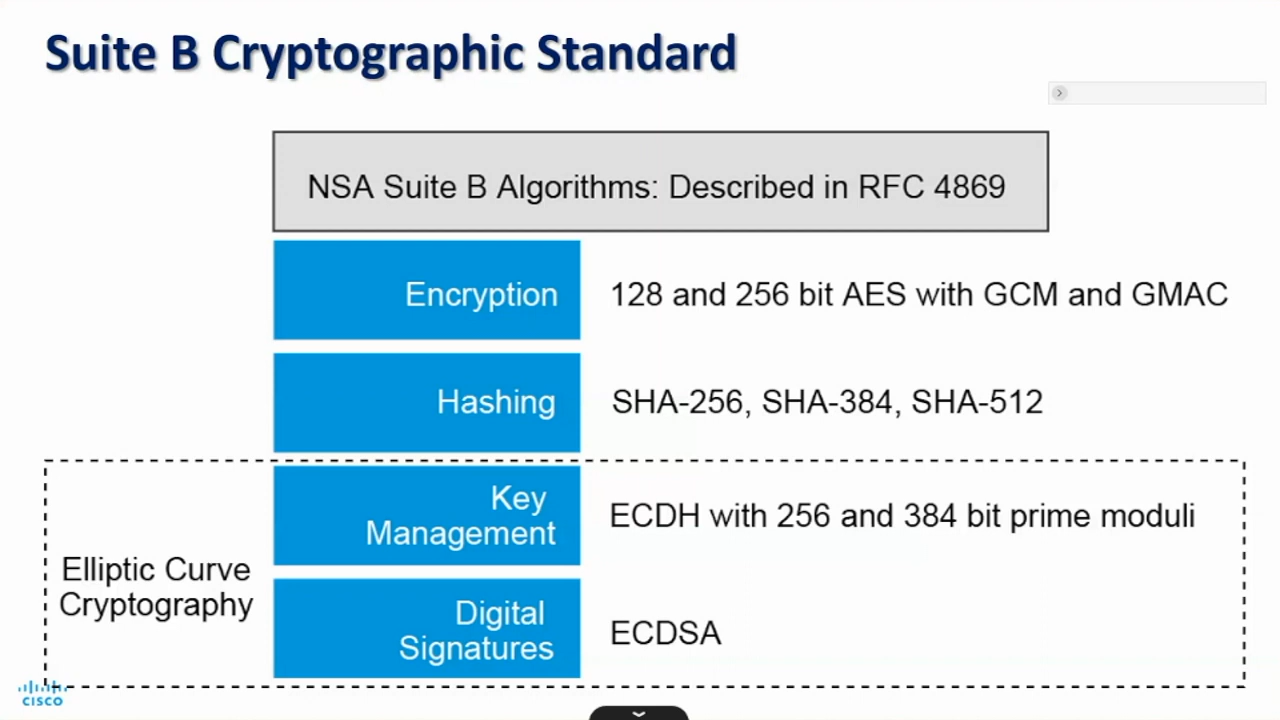 Suite B Cryptographic Standard
NSA Suite B Algorithms: Described in RFC 4869
Encryption
128 and 256 bit AES with GCM and GMAC
Hashing
SHA-256, SHA-384, SHA-512
Elliptic Curve
Cryptography
Key
Management
ECDH with 256 and 384 bit prime moduli
Digital
Signatures
ECDSA
CISCO